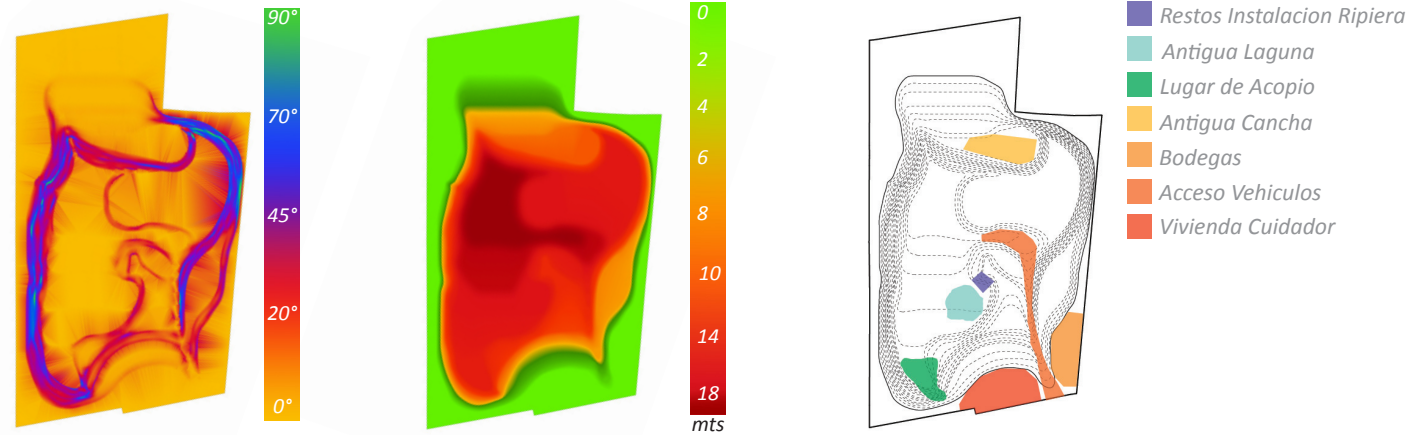 90°
70°
45°
20°
0°
0
2
4
6
8
10
14
18
mts
Restos Instalacion Ripiera
Antigua Laguna
Lugar de Acopio
Antigua Cancha
Bodegas
Acceso Vehiculos
Vivienda Cuidador